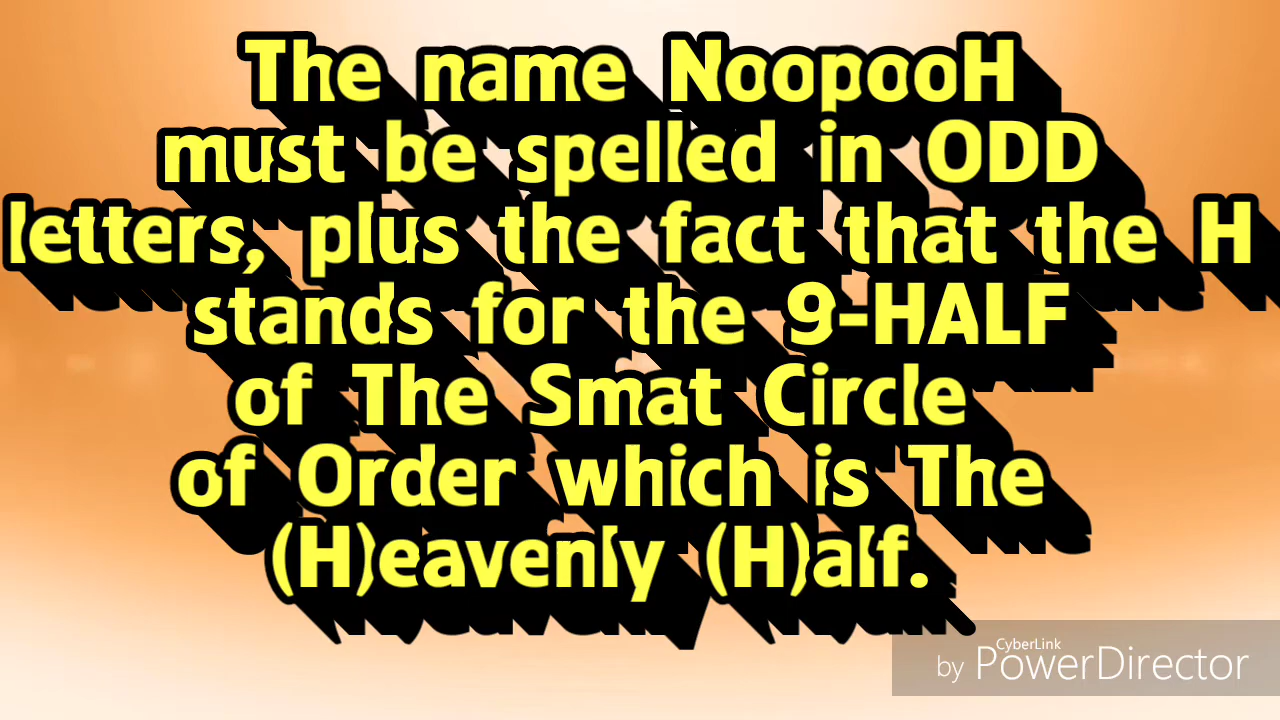 The name NoopooH
must be spelled in ODD
letters, plus the fact that the H
stands for the 9-HALF
of The Smat Circle
of Order which is The
(H)eavenly (H)alf.
CyberLink
by PowerDirector